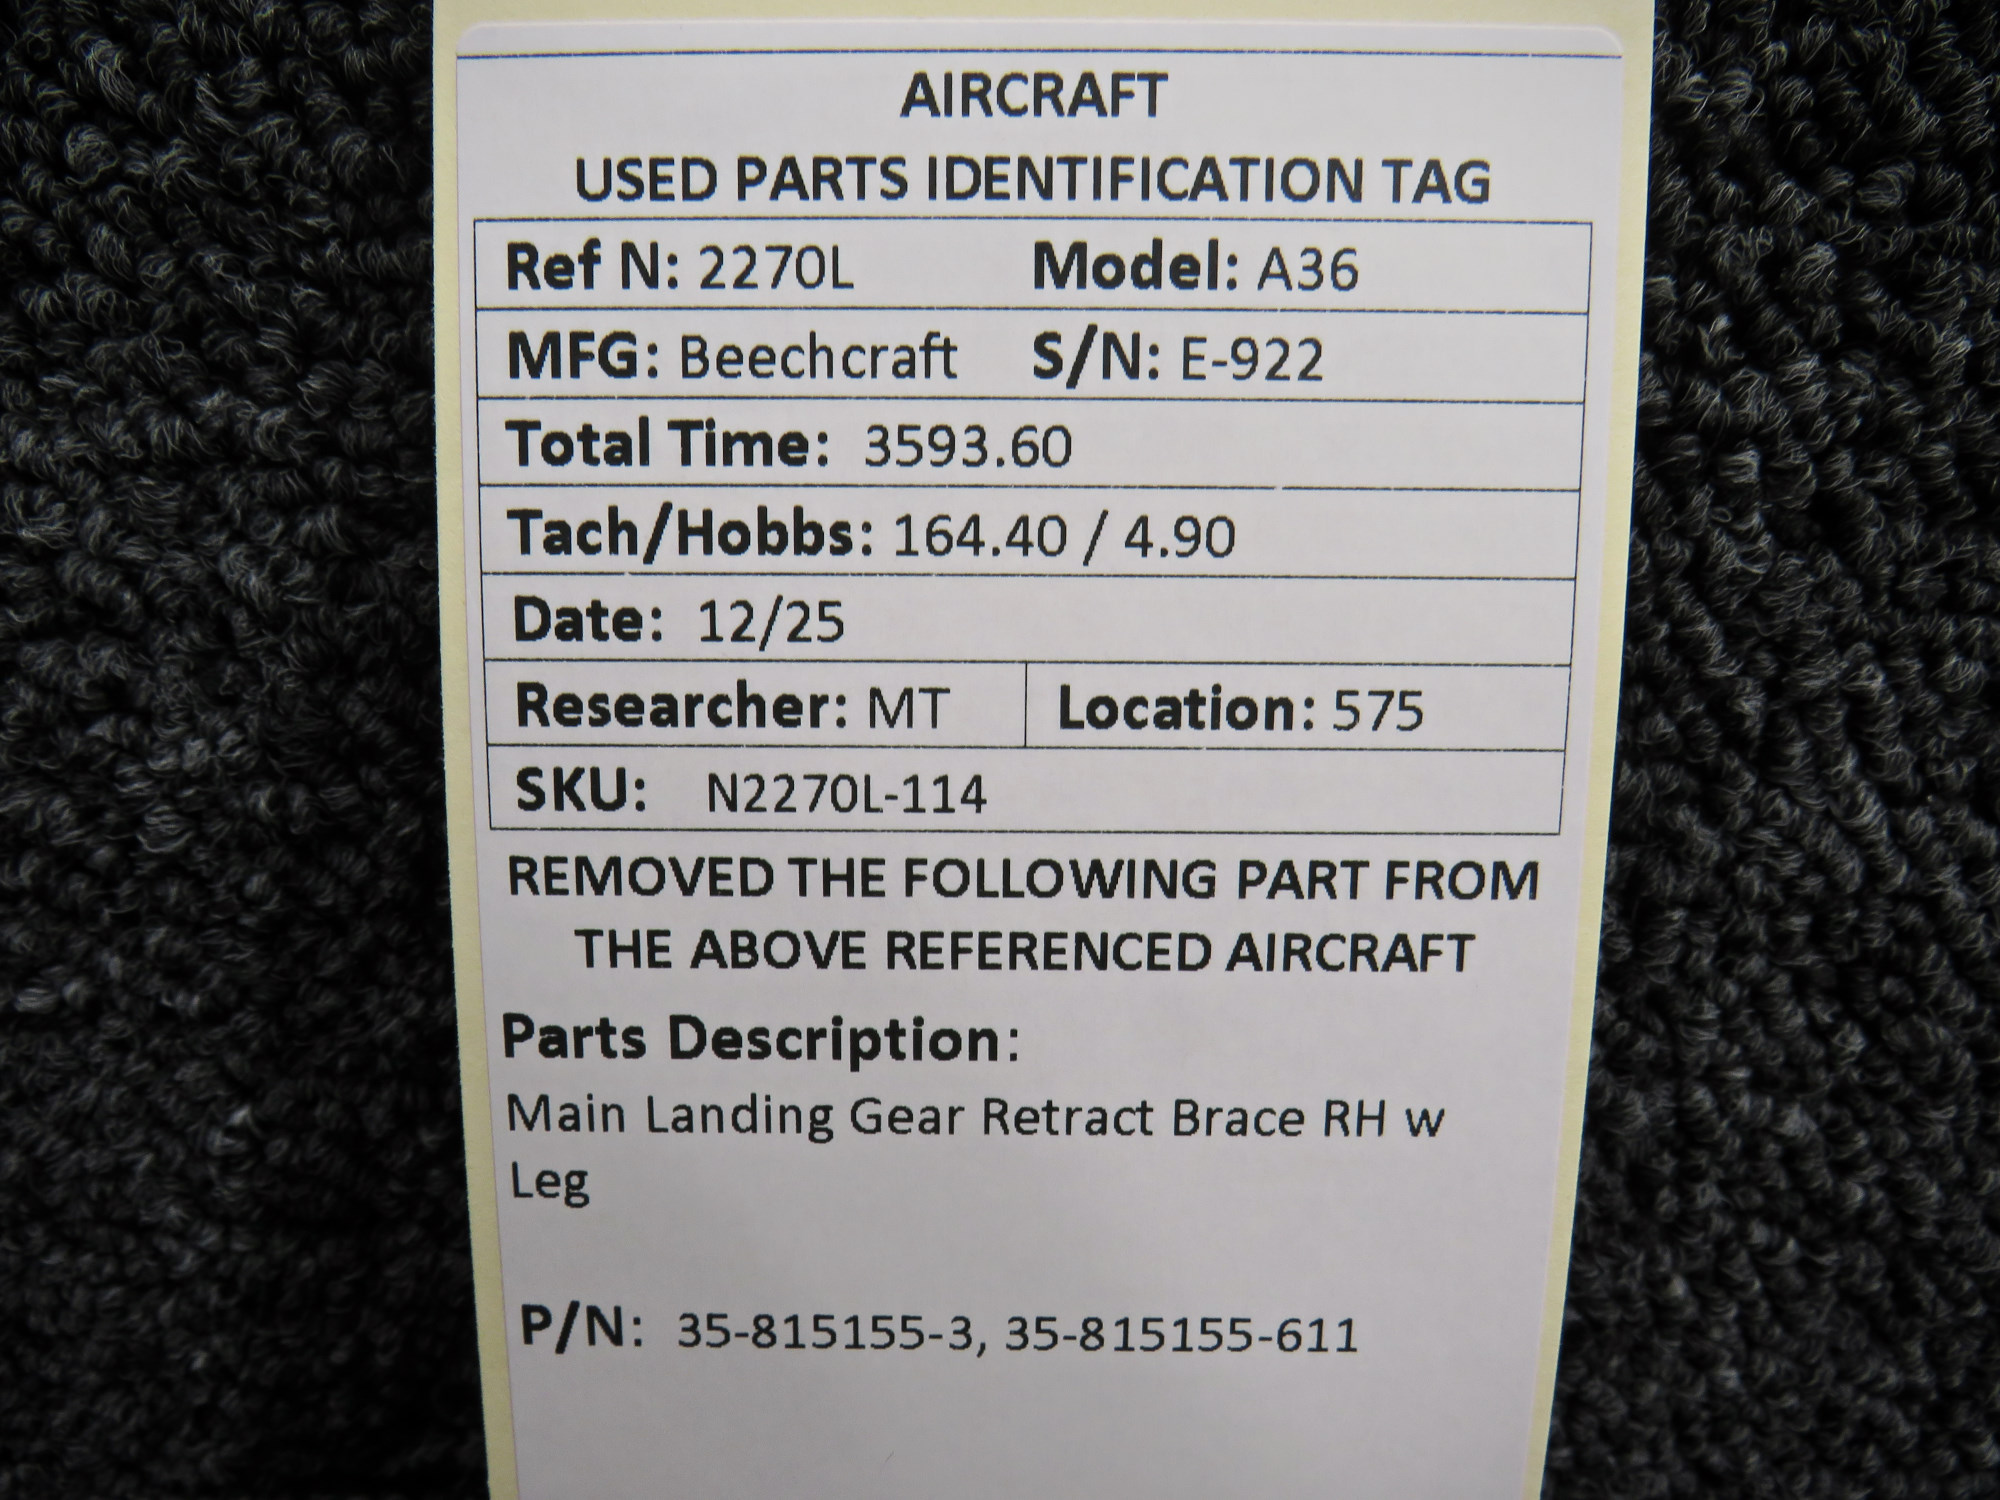 AIRCRAFT
USED PARTS IDENTIFICATION TAG
Ref N: 2270L Model: A36
MFG: Beechcraft S/N: E-922
Total Time: 3593.60
Tach/Hobbs: 164.40 / 4.90
Date: 12/25
Researcher: MT Location: 575
SKU: N2270L-114
REMOVED THE FOLLOWING PART FROM
THE ABOVE REFERENCED AIRCRAFT
Parts Description:
Main Landing Gear Retract Brace RH w
Leg
P/N: 35-815155-3, 35-815155-611